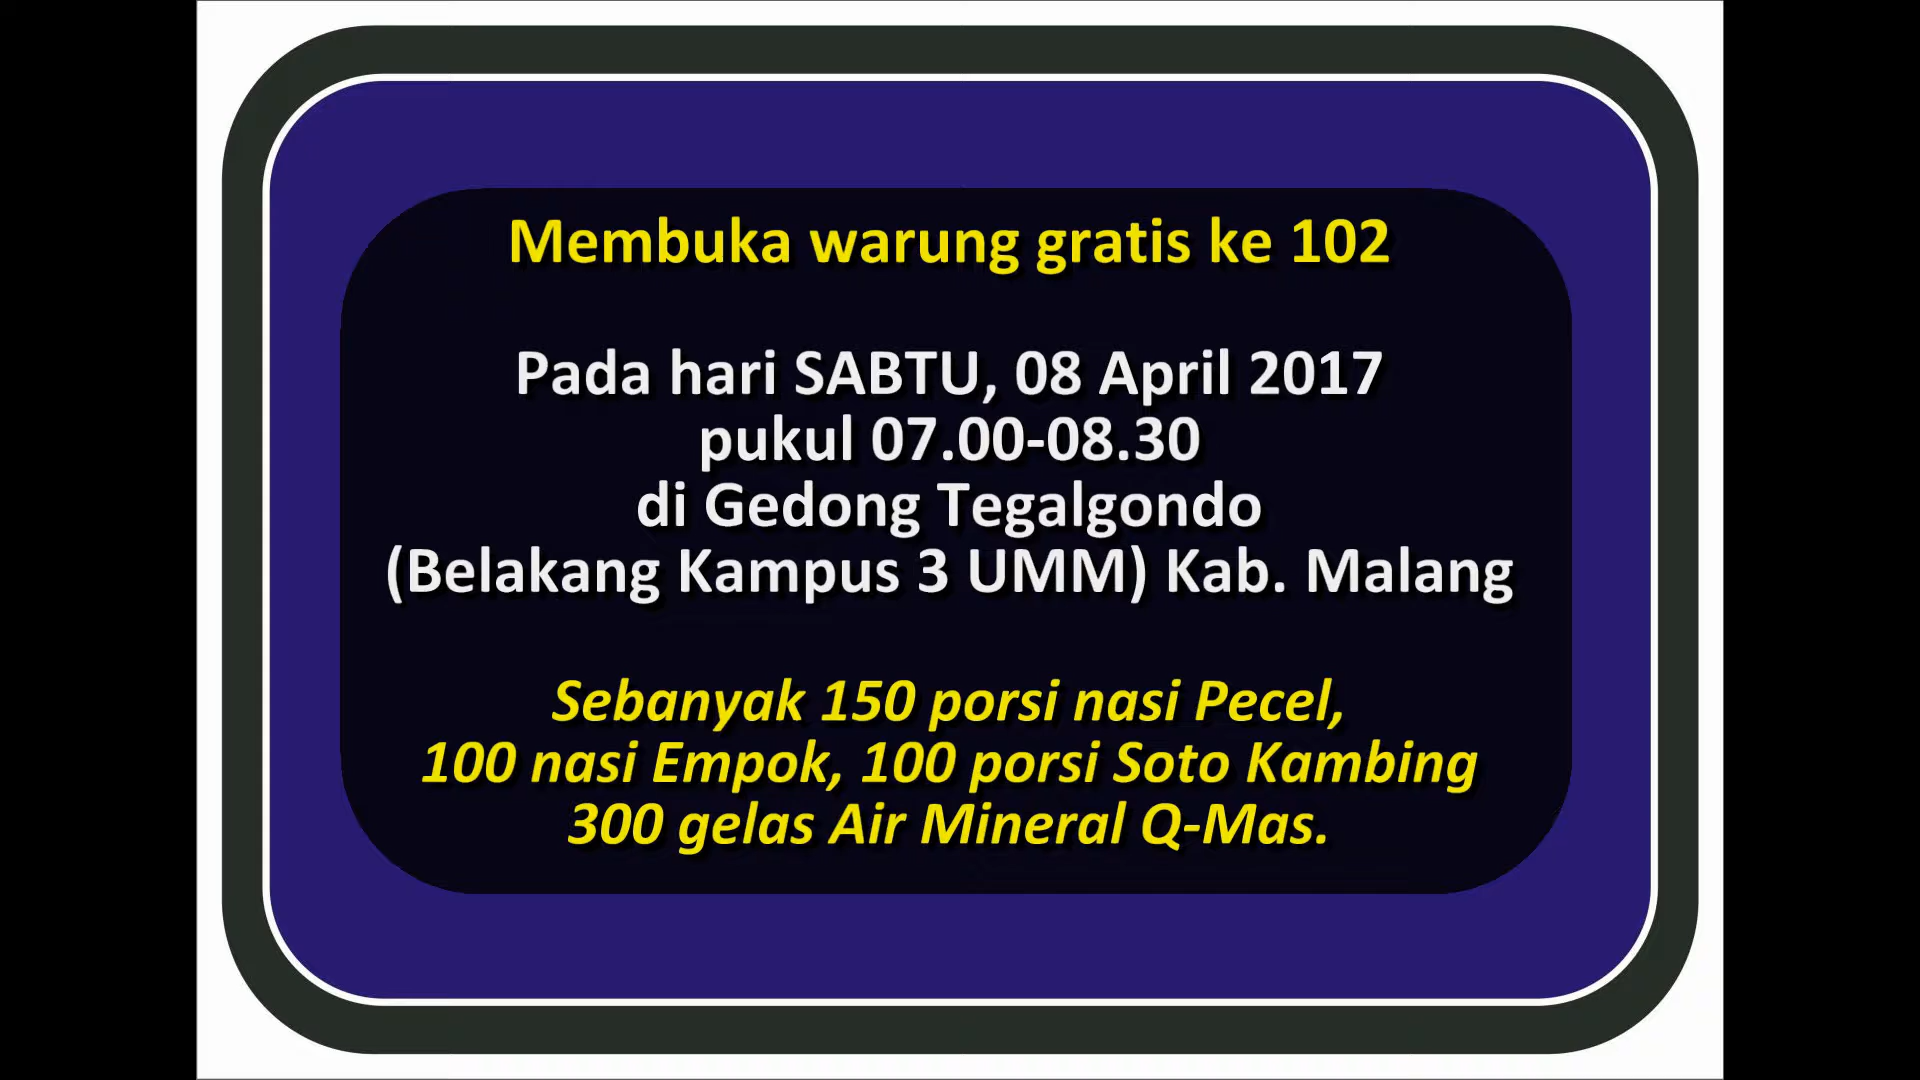 Membuka warung gratis ke 102
Pada hari SABTU, 08 April 2017
pukul 07.00-08.30
di Gedong Tegalgondo
(Belakang Kampus 3 UMM) Kab. Malang
Sebanyak 150 porsi nasi Pecel,
100 nasi Empok, 100 porsi Soto Kambing
300 gelas Air Mineral Q-Mas.